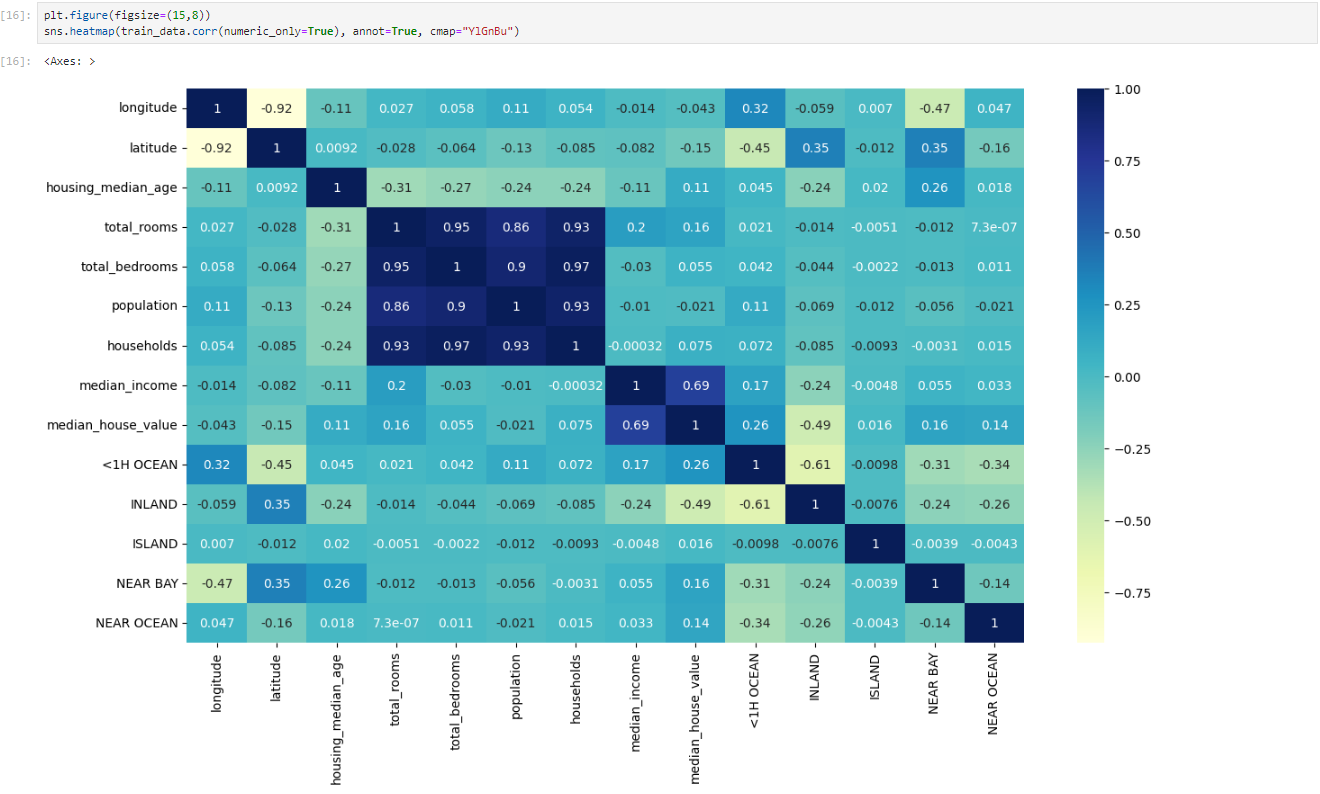 [16]: plt.figure(figsize=(15,8))
sns.heatmap(train_data.corr(numeric_only=True), annot=True, cmap="YlGnBu")
[16]: <Axes: >
longitude 1 -0.92 -0.11 0.027 0.058 0.11 0.054 -0.014 -0.043 0.32 -0.059 0.007 -0.47 0.047
latitude -0.92 1 0.0092 -0.028 -0.064 -0.13 -0.085 -0.082 -0.15 -0.45 0.35 -0.012 0.35 -0.16
housing_median_age -0.11 0.0092 1 -0.31 -0.27 -0.24 -0.24 -0.11 0.11 0.045 -0.24 0.02 0.26 0.018
total_rooms 0.027 -0.028 -0.31 1 0.95 0.86 0.93 0.2 0.16 0.021 -0.014 -0.0051 -0.012 7.3e-07
total_bedrooms 0.058 -0.064 -0.27 0.95 1 0.9 0.97 -0.03 0.055 0.042 -0.044 -0.0022 -0.013 0.011
population 0.11 -0.13 -0.24 0.86 0.9 1 0.93 -0.01 -0.021 0.11 -0.069 -0.012 -0.056 -0.021
households 0.054 -0.085 -0.24 0.93 0.97 0.93 1 -0.00032 0.075 0.072 -0.085 -0.0093 -0.0031 0.015
median_income -0.014 -0.082 -0.11 0.2 -0.03 -0.01 -0.00032 1 0.69 0.17 -0.24 -0.0048 0.055 0.033
median_house_value -0.043 -0.15 0.11 0.16 0.055 -0.021 0.075 0.69 1 0.26 -0.49 0.016 0.16 0.14
<1H OCEAN 0.32 -0.45 0.045 0.021 0.042 0.11 0.072 0.17 0.26 1 -0.61 -0.0098 -0.31 -0.34
INLAND -0.059 0.35 -0.24 -0.014 -0.044 -0.069 -0.085 -0.24 -0.49 -0.61 1 -0.0076 -0.24 -0.26
ISLAND 0.007 -0.012 0.02 -0.0051 -0.0022 -0.012 -0.0093 -0.0048 0.016 -0.0098 -0.0076 1 -0.0039 -0.0043
NEAR BAY -0.47 0.35 0.26 -0.012 -0.013 -0.056 -0.0031 0.055 0.16 -0.31 -0.24 -0.0039 1 -0.14
NEAR OCEAN 0.047 -0.16 0.018 7.3e-07 0.011 -0.021 0.015 0.033 0.14 -0.34 -0.26 -0.0043 -0.14 1
longitude
latitude
housing_median_age
total_rooms
total_bedrooms
population
households
median_income
median_house_value
<1H OCEAN
INLAND
ISLAND
NEAR BAY
NEAR OCEAN
1.00
0.75
0.50
0.25
0.00
−0.25
−0.50
−0.75